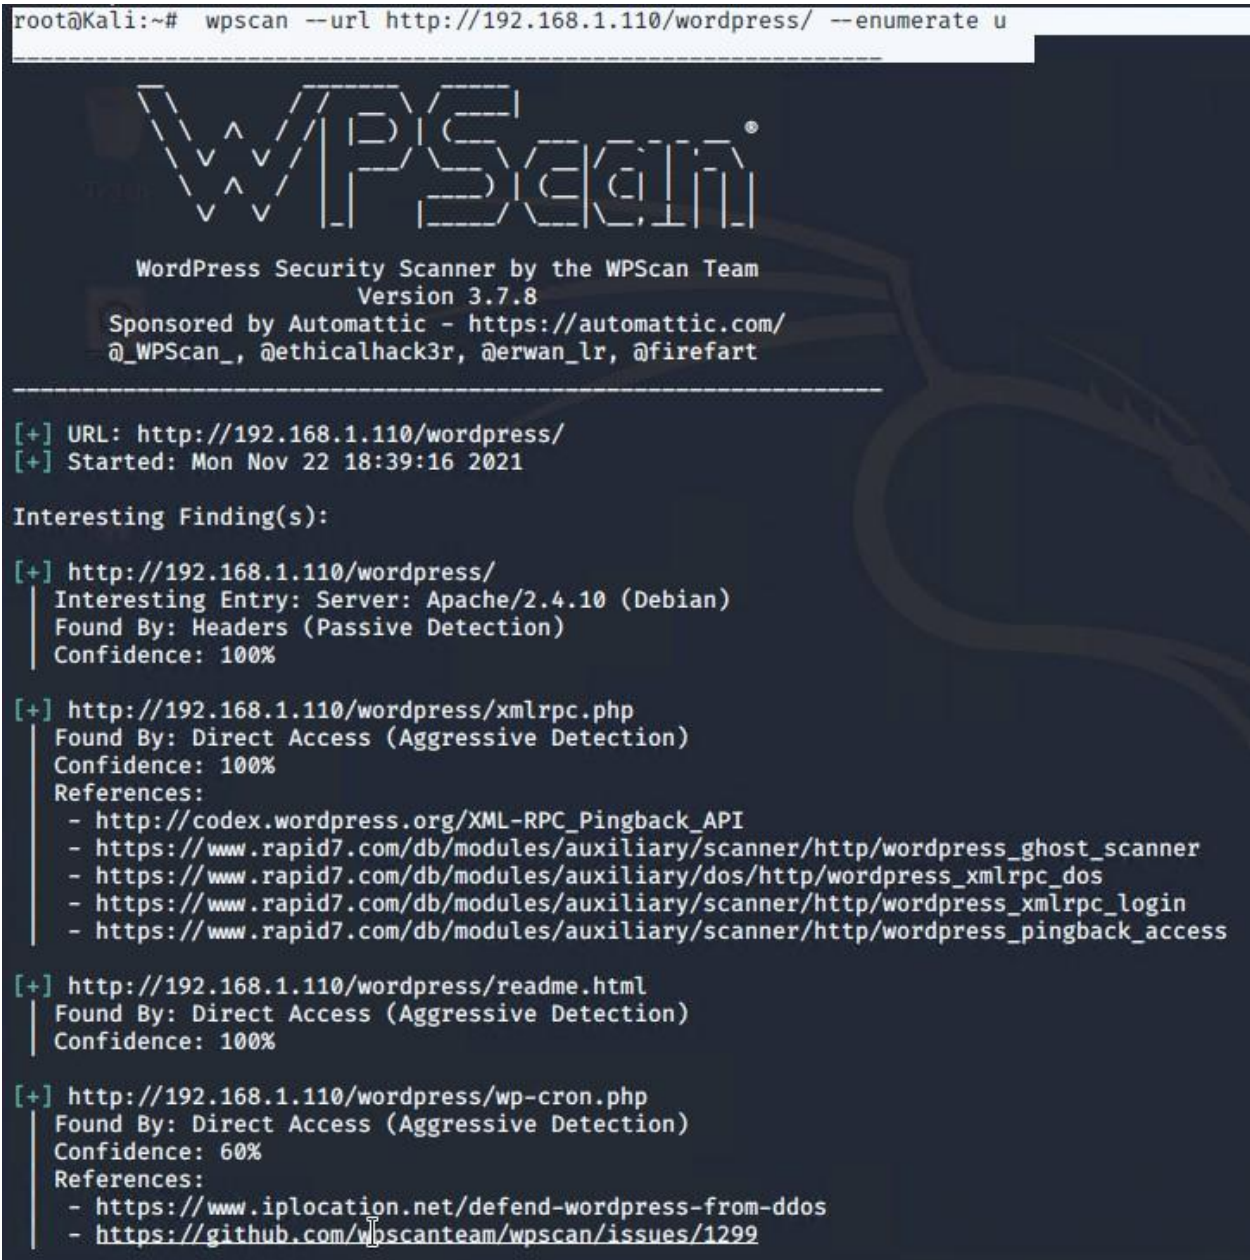 root@Kali:~#  wpscan --url http://192.168.1.110/wordpress/ --enumerate u
WPScan ®
WordPress Security Scanner by the WPScan Team
Version 3.7.8
Sponsored by Automattic - https://automattic.com/
@_WPScan_, @ethicalhack3r, @erwan_lr, @firefart
[+] URL: http://192.168.1.110/wordpress/
[+] Started: Mon Nov 22 18:39:16 2021
Interesting Finding(s):
[+] http://192.168.1.110/wordpress/
| Interesting Entry: Server: Apache/2.4.10 (Debian)
| Found By: Headers (Passive Detection)
| Confidence: 100%
[+] http://192.168.1.110/wordpress/xmlrpc.php
| Found By: Direct Access (Aggressive Detection)
| Confidence: 100%
| References:
|  - http://codex.wordpress.org/XML-RPC_Pingback_API
|  - https://www.rapid7.com/db/modules/auxiliary/scanner/http/wordpress_ghost_scanner
|  - https://www.rapid7.com/db/modules/auxiliary/dos/http/wordpress_xmlrpc_dos
|  - https://www.rapid7.com/db/modules/auxiliary/scanner/http/wordpress_xmlrpc_login
|  - https://www.rapid7.com/db/modules/auxiliary/scanner/http/wordpress_pingback_access
[+] http://192.168.1.110/wordpress/readme.html
| Found By: Direct Access (Aggressive Detection)
| Confidence: 100%
[+] http://192.168.1.110/wordpress/wp-cron.php
| Found By: Direct Access (Aggressive Detection)
| Confidence: 60%
| References:
|  - https://www.iplocation.net/defend-wordpress-from-ddos
|  - https://github.com/wpscanteam/wpscan/issues/1299